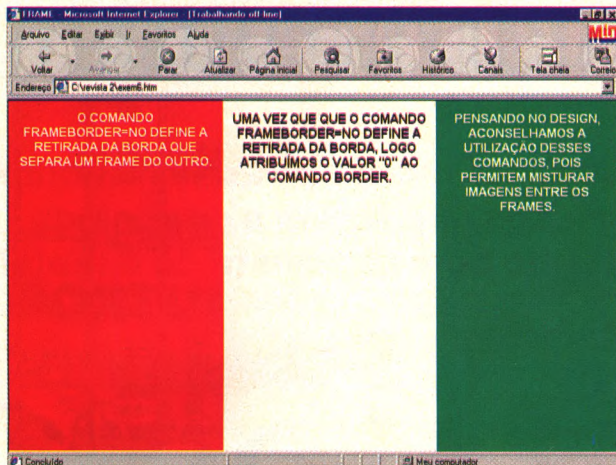 FRAME - Microsoft Internet Explorer - [Trabalhando off-line]
Arquivo Editar Exibir Ir Favoritos Ajuda
Voltar Avançar Parar Atualizar Página inicial Pesquisar Favoritos Histórico Canais Tela cheia Correio
Endereço C:\revista 2\exem6.htm
O COMANDO
FRAMEBORDER=NO DEFINE A
RETIRADA DA BORDA QUE
SEPARA UM FRAME DO OUTRO.
UMA VEZ QUE QUE O COMANDO
FRAMEBORDER=NO DEFINE A
RETIRADA DA BORDA, LOGO
ATRIBUÍMOS O VALOR "0" AO
COMANDO BORDER.
PENSANDO NO DESIGN,
ACONSELHAMOS A
UTILIZAÇÃO DESSES
COMANDOS, POIS
PERMITEM MISTURAR
IMAGENS ENTRE OS
FRAMES.
Concluído Meu computador